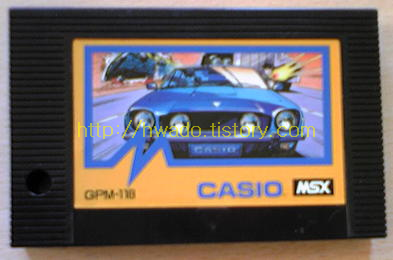 http://hwado.tistory.com
CASIO
GPM-118
CASIO
MSX